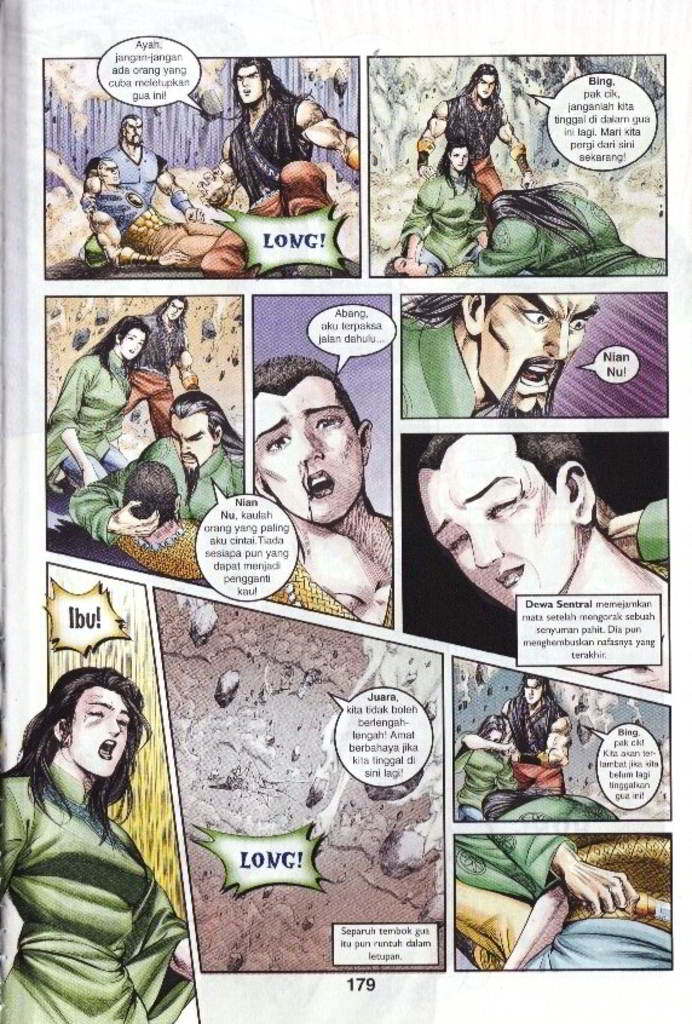 Ayah,
jangan-jangan
ada orang yang
cuba meletupkan
gua ini!
LONG!
Bing,
pak cik,
janganlah kita
tinggal di dalam gua
ini lagi. Mari kita
pergi dari sini
sekarang!
Nian
Nu, kaulah
orang yang paling
aku cintai.Tiada
sesiapa pun yang
dapat menjadi
pengganti
kau!
Abang,
aku terpaksa
jalan dahulu...
Nian
Nu!
Dewa Sentral memejamkan
mata setelah mengorak sebuah
senyuman pahit. Dia pun
menghembuskan nafasnya yang
terakhir.
Ibu!
Juara,
kita tidak boleh
berlengah-
lengah! Amat
berbahaya jika
kita tinggal di
sini!
LONG!
Separuh tembok gua
itu pun runtuh dalam
letupan.
Bing,
pak cik!
Kita akan ter-
lambat jika kita
belum lagi
tinggalkan
gua ini!
179